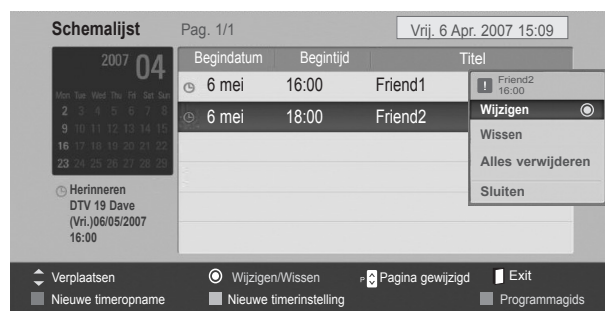 Schemalijst Pag. 1/1 Vrij. 6 Apr. 2007 15:09
2007 04
Mon Tue Wed Thu Fri Sat Sun
2 3 4 5 6 7 8
9 10 11 12 13 14 15
16 17 18 19 20 21 22
23 24 25 26 27 28 29
Herinneren
DTV 19 Dave
(Vri.)06/05/2007
16:00
Begindatum Begintijd Titel
6 mei 16:00 Friend1
6 mei 18:00 Friend2
Friend2
16:00
Wijzigen
Wissen
Alles verwijderen
Sluiten
Verplaatsen Wijzigen/Wissen P Pagina gewijzigd Exit
Nieuwe timeropname Nieuwe timerinstelling Programmagids